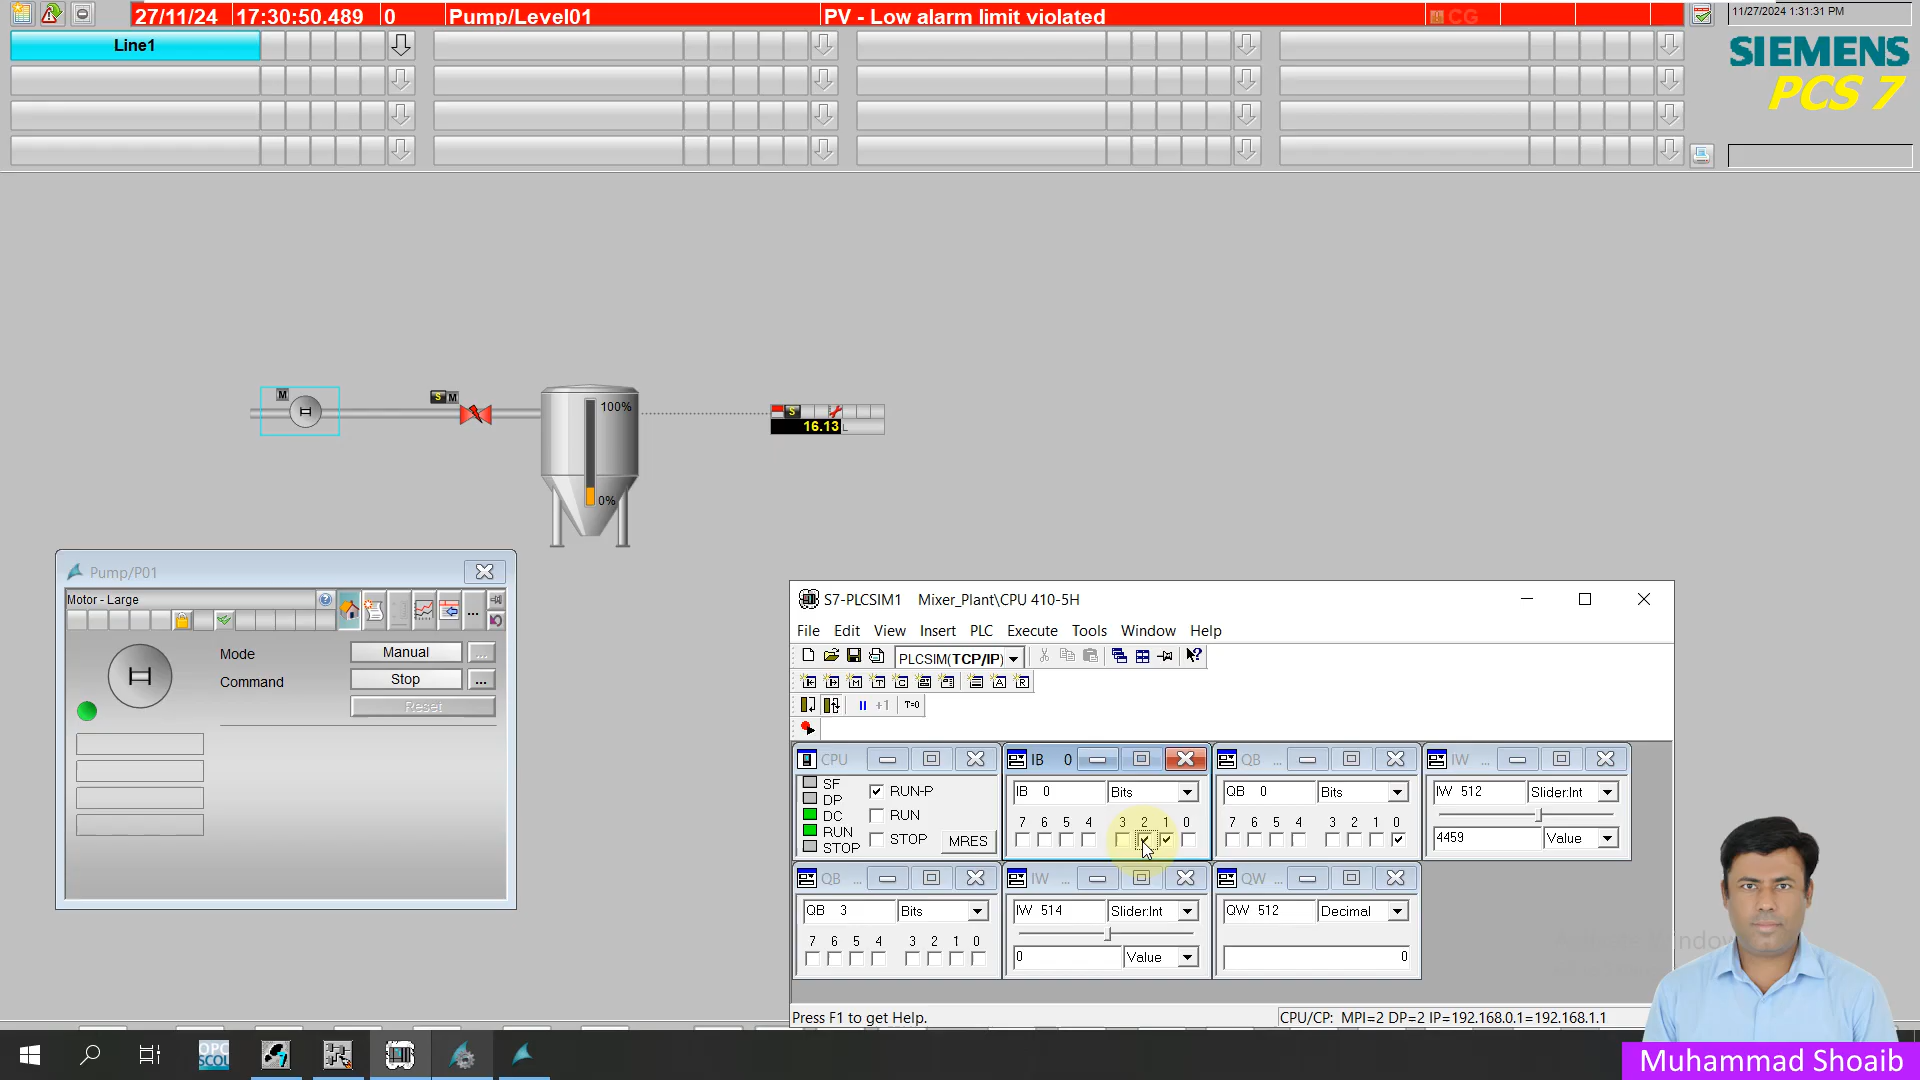 27/11/24 17:30:50.489 0 Pump/Level01 PV - Low alarm limit violated CG 11/27/2024 1:31:31 PM
Line1
SIEMENS
PCS 7
M
S M
100%
0%
S
16.13 L
Pump/P01
Motor - Large
Mode Manual ...
Command Stop ...
Reset
S7-PLCSIM1 Mixer_Plant\CPU 410-5H
File Edit View Insert PLC Execute Tools Window Help
PLCSIM(TCP/IP)
+1 T=0
CPU
SF
DP
DC
RUN
STOP
RUN-P
RUN
STOP
MRES
IB 0
IB 0 Bits
7 6 5 4 3 2 1 0
QB ...
QB 0 Bits
7 6 5 4 3 2 1 0
IW ...
IW 512 Slider:Int
4459 Value
QB ...
QB 3 Bits
7 6 5 4 3 2 1 0
IW ...
IW 514 Slider:Int
0 Value
QW ...
QW 512 Decimal
0
Press F1 to get Help. CPU/CP: MPI=2 DP=2 IP=192.168.0.1=192.168.1.1
OPC
SCOU
7
Muhammad Shoaib